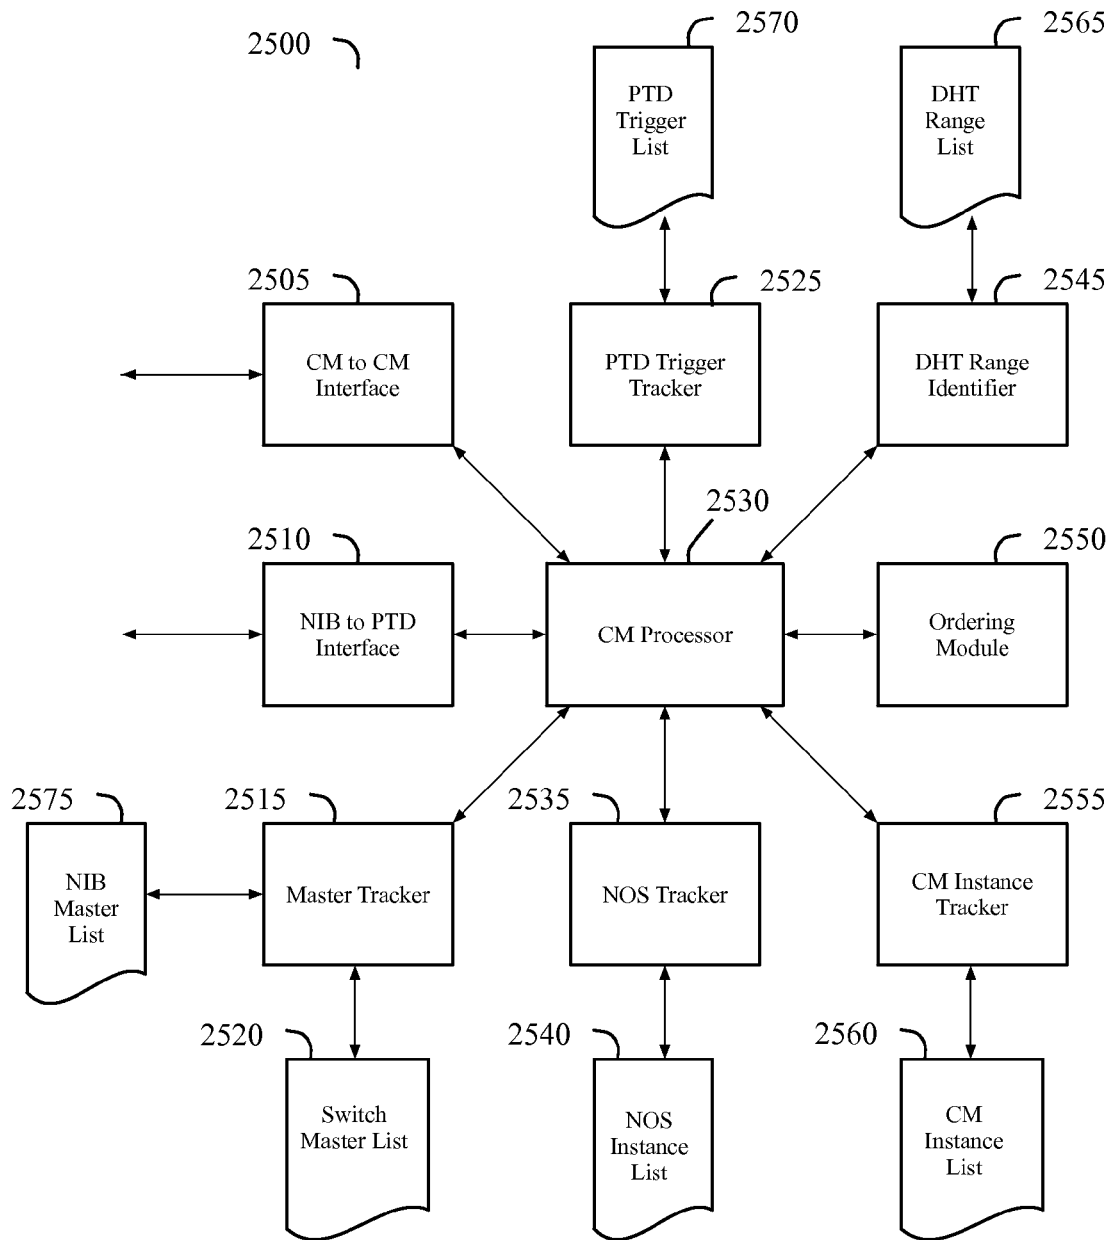 2500
2570
2565
PTD
Trigger
List
DHT
Range
List
2505
2525
2545
CM to CM
Interface
PTD Trigger
Tracker
DHT Range
Identifier
2510
2530
2550
NIB to PTD
Interface
CM Processor
Ordering
Module
2575
2515
2535
2555
NIB
Master
List
Master Tracker
NOS Tracker
CM Instance
Tracker
2520
2540
2560
Switch
Master List
NOS
Instance
List
CM
Instance
List